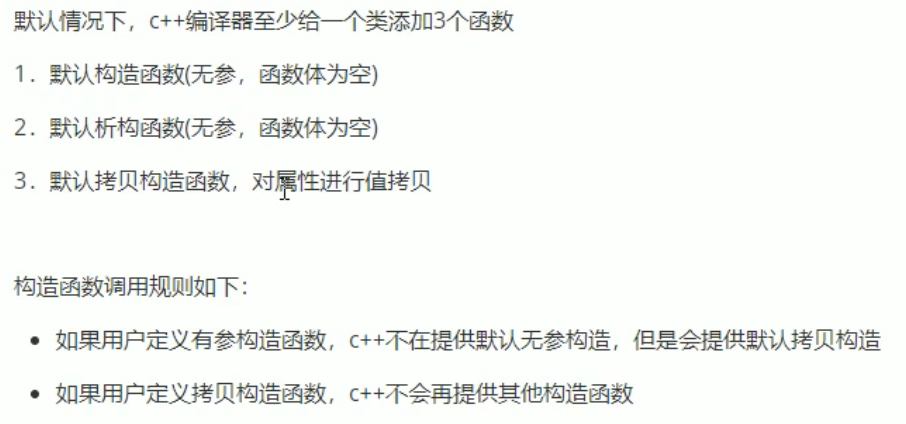 默认情况下，c++编译器至少给一个类添加3个函数
1．默认构造函数(无参，函数体为空)
2．默认析构函数(无参，函数体为空)
3．默认拷贝构造函数，对属性进行值拷贝
构造函数调用规则如下：
• 如果用户定义有参构造函数，c++不在提供默认无参构造，但是会提供默认拷贝构造
• 如果用户定义拷贝构造函数，c++不会再提供其他构造函数